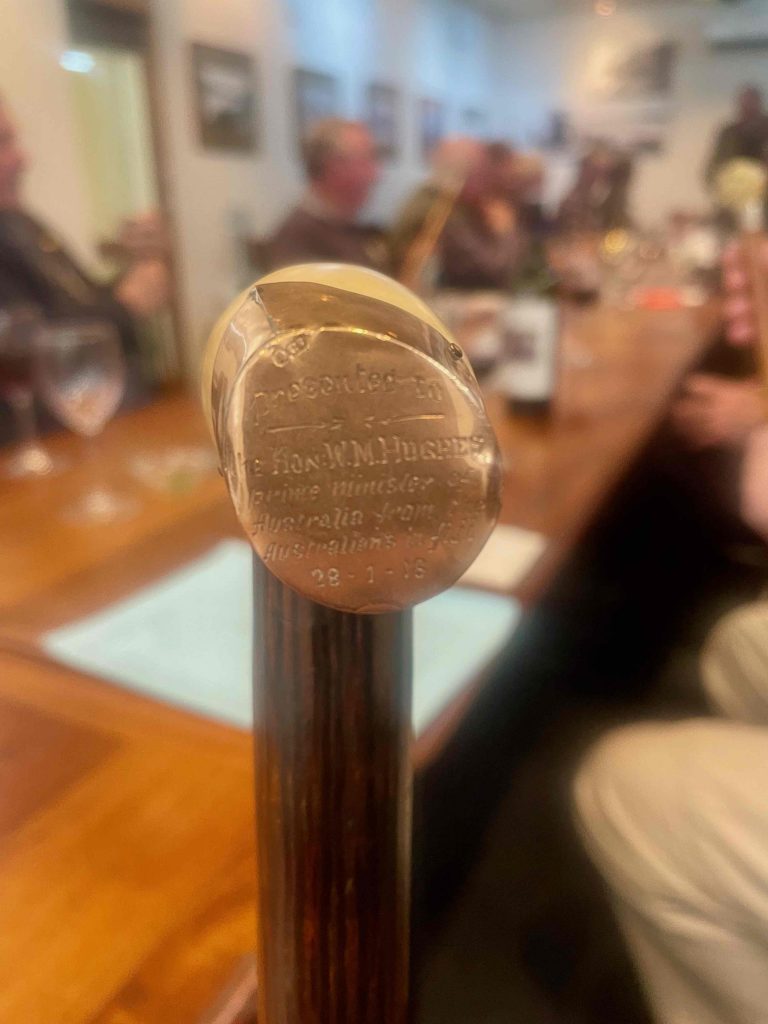 presented to
The Hon. W.M. HUGHES
prime minister of
Australia from
Australians in
28-1-16